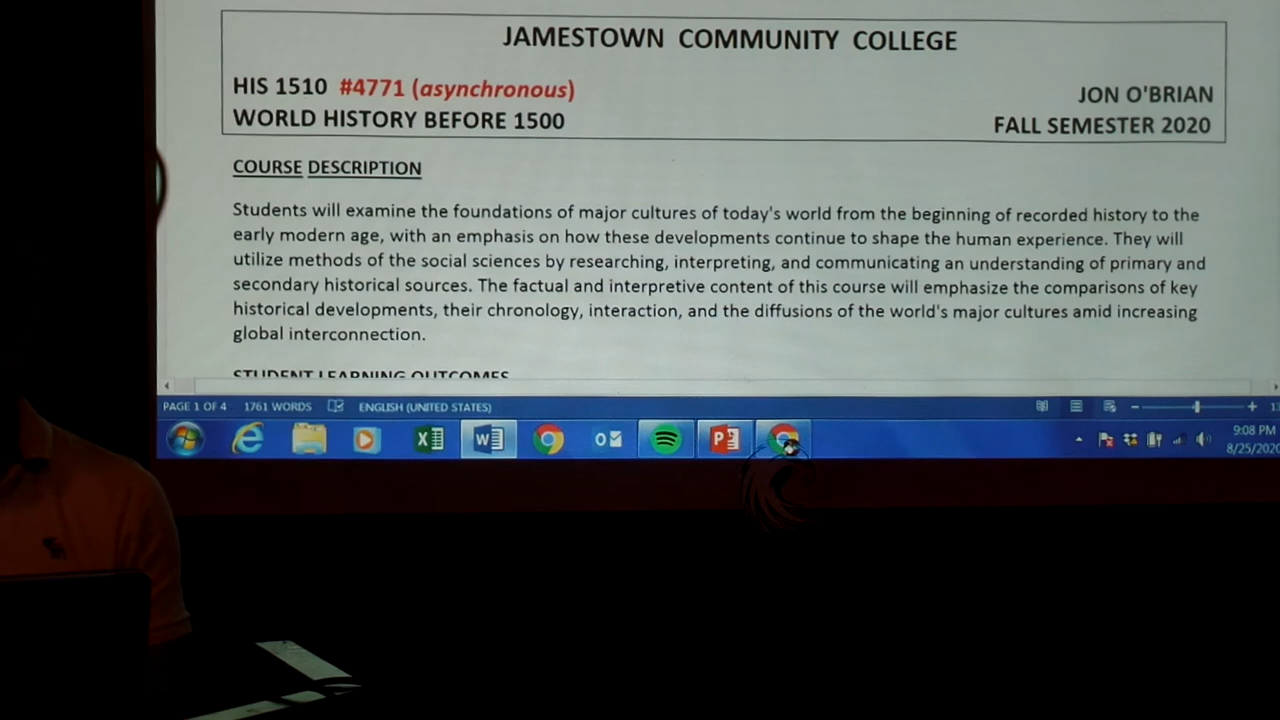 JAMESTOWN COMMUNITY COLLEGE
HIS 1510 #4771 (asynchronous)
JON O'BRIAN
WORLD HISTORY BEFORE 1500
FALL SEMESTER 2020
COURSE DESCRIPTION
Students will examine the foundations of major cultures of today's world from the beginning of recorded history to the
early modern age, with an emphasis on how these developments continue to shape the human experience. They will
utilize methods of the social sciences by researching, interpreting, and communicating an understanding of primary and
secondary historical sources. The factual and interpretive content of this course will emphasize the comparisons of key
historical developments, their chronology, interaction, and the diffusions of the world's major cultures amid increasing
global interconnection.
STUDENT LEARNING OUTCOMES
PAGE 1 OF 4 1761 WORDS ENGLISH (UNITED STATES)
9:08 PM
8/25/2020